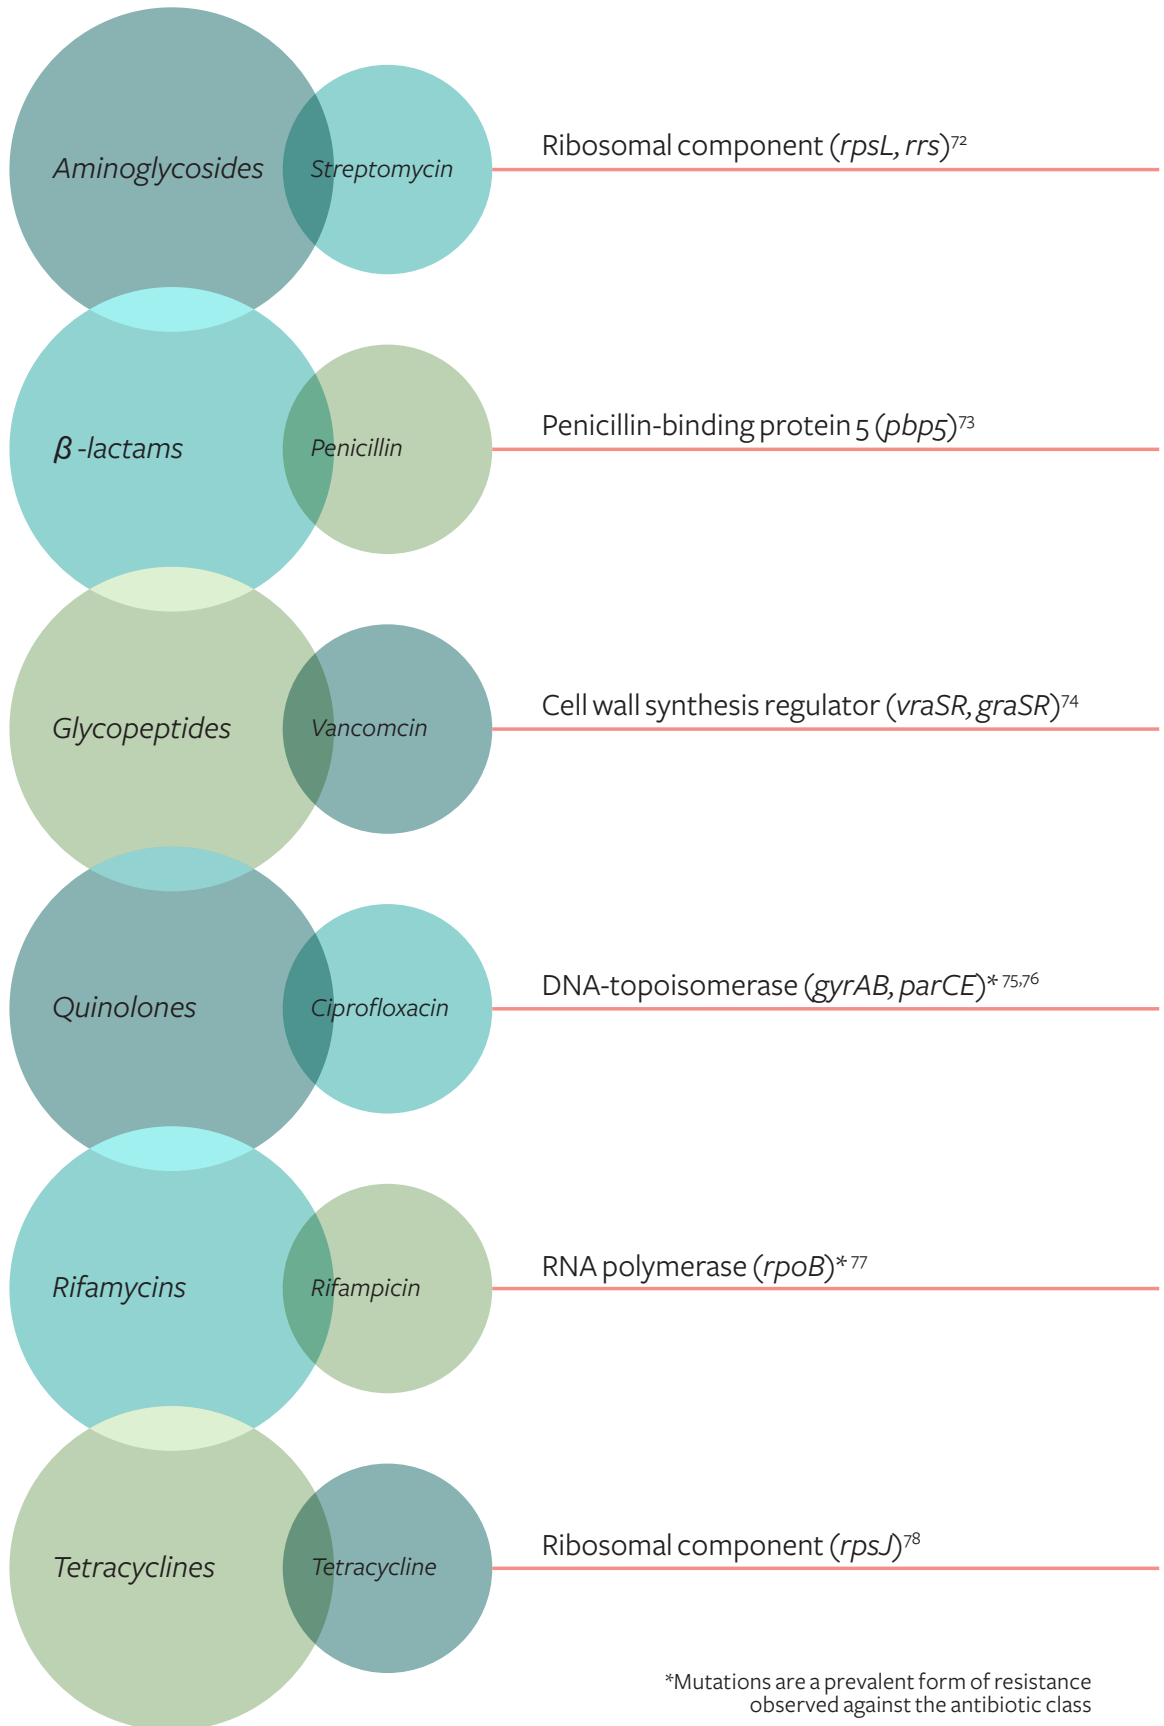 Aminoglycosides
Streptomycin
Ribosomal component (rpsL, rrs)⁷²
β -lactams
Penicillin
Penicillin-binding protein 5 (pbp5)⁷³
Glycopeptides
Vancomcin
Cell wall synthesis regulator (vraSR, graSR)⁷⁴
Quinolones
Ciprofloxacin
DNA-topoisomerase (gyrAB, parCE)* ⁷⁵,⁷⁶
Rifamycins
Rifampicin
RNA polymerase (rpoB)* ⁷⁷
Tetracyclines
Tetracycline
Ribosomal component (rpsJ)⁷⁸
*Mutations are a prevalent form of resistance
observed against the antibiotic class